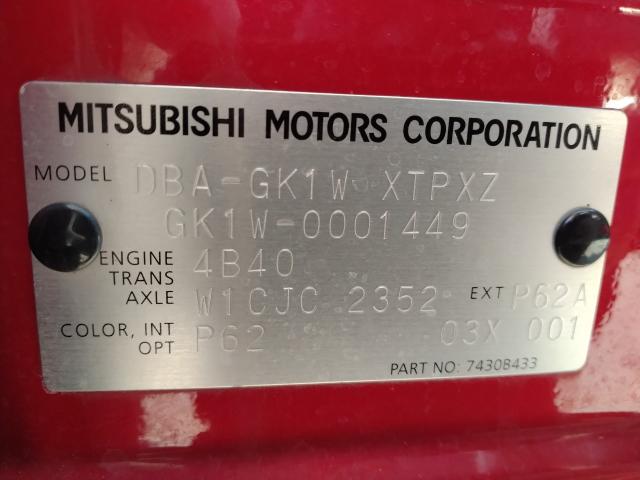 MITSUBISHI MOTORS CORPORATION
MODEL DBA-GK1W XTPXZ
GK1W-0001449
ENGINE 4B40
TRANS
AXLE W1CJC 2352 EXT P62A
COLOR, INT P62 03X 001
OPT
PART NO: 7430B433